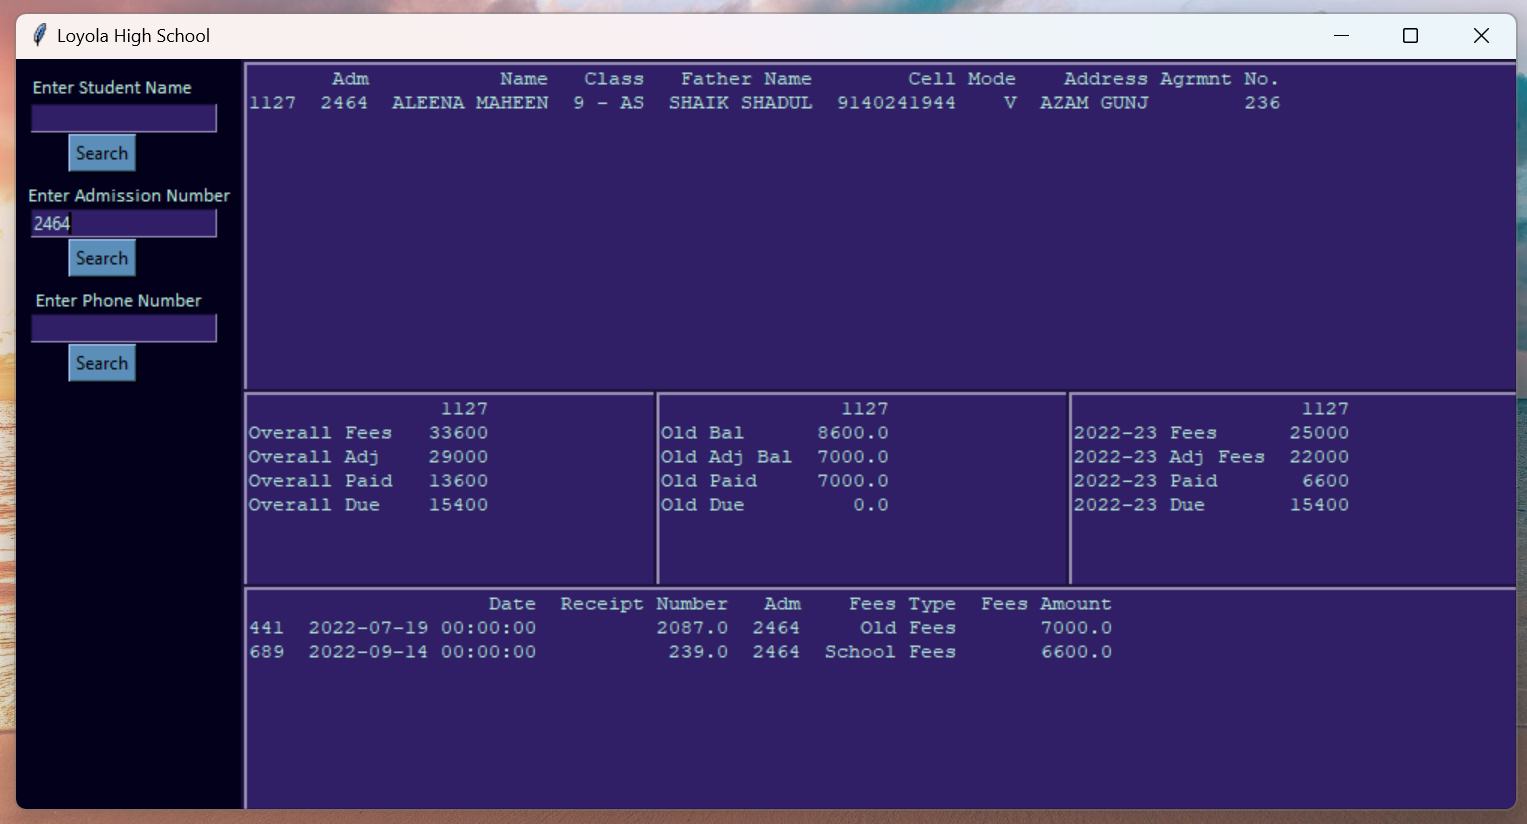 Loyola High School
Enter Student Name
Search
Enter Admission Number
2464
Search
Enter Phone Number
Search
Adm Name Class Father Name Cell Mode Address Agrmnt No.
1127 2464 ALEENA MAHEEN 9 - AS SHAIK SHADUL 9140241944 V AZAM GUNJ 236
1127
Overall Fees 33600
Overall Adj 29000
Overall Paid 13600
Overall Due 15400
1127
Old Bal 8600.0
Old Adj Bal 7000.0
Old Paid 7000.0
Old Due 0.0
1127
2022-23 Fees 25000
2022-23 Adj Fees 22000
2022-23 Paid 6600
2022-23 Due 15400
Date Receipt Number Adm Fees Type Fees Amount
441 2022-07-19 00:00:00 2087.0 2464 Old Fees 7000.0
689 2022-09-14 00:00:00 239.0 2464 School Fees 6600.0